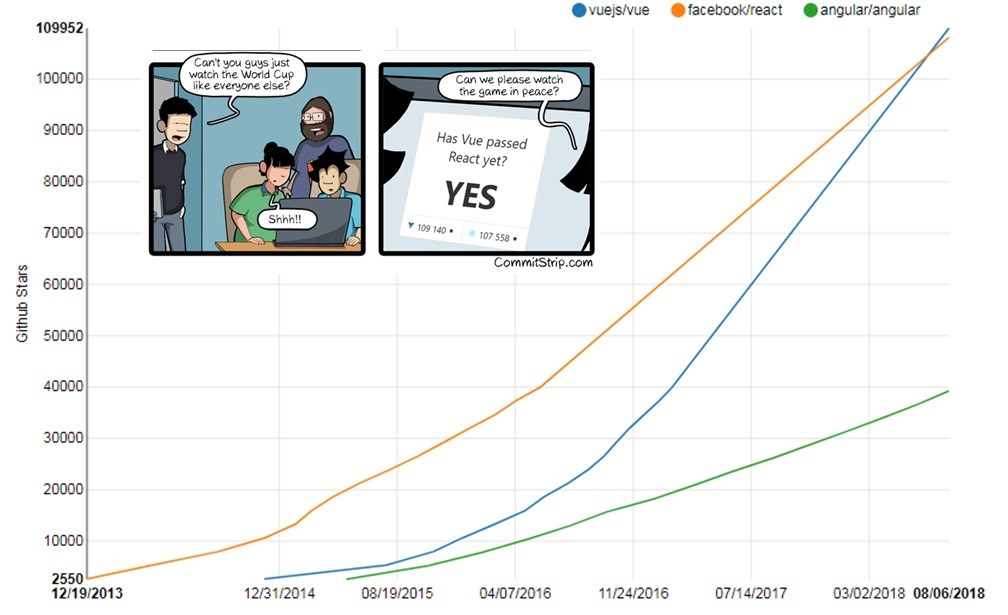 vuejs/vue facebook/react angular/angular
109952
100000
90000
80000
70000
60000
50000
40000
30000
20000
10000
2550
Github Stars
12/19/2013 12/31/2014 08/19/2015 04/07/2016 11/24/2016 07/14/2017 03/02/2018 08/06/2018
Can't you guys just
watch the World Cup
like everyone else?
Shhh!!
Can we please watch
the game in peace?
Has Vue passed
React yet?
YES
109 140 ★ 107 558 ★
CommitStrip.com